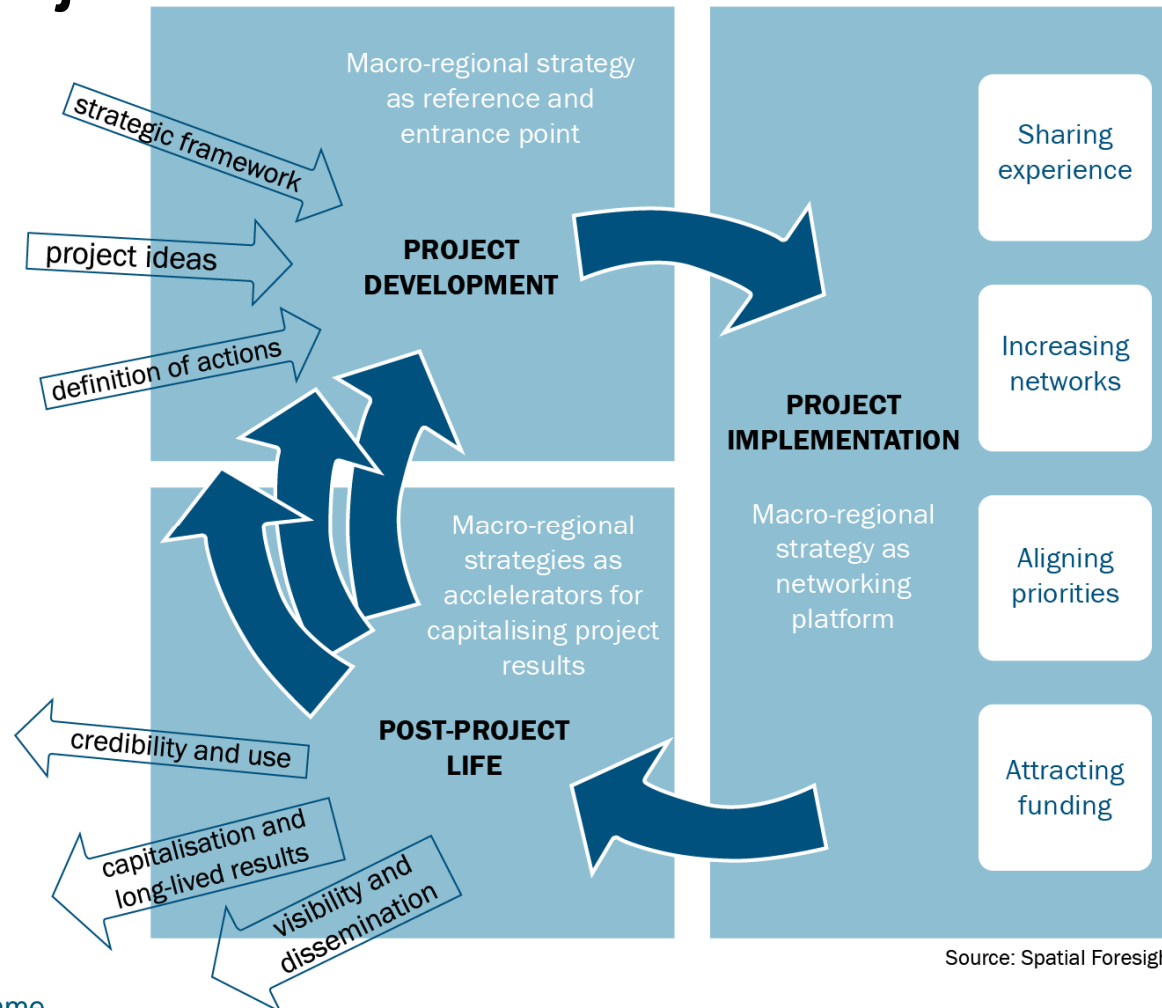 Macro-regional strategy
as reference and
entrance point
strategic framework
project ideas
definition of actions
PROJECT
DEVELOPMENT
Macro-regional
strategies as
acclelerators for
capitalising project
results
POST-PROJECT
LIFE
credibility and use
capitalisation and
long-lived results
visibility and
dissemination
PROJECT
IMPLEMENTATION
Macro-regional
strategy as
networking
platform
Sharing
experience
Increasing
networks
Aligning
priorities
Attracting
funding
Source: Spatial